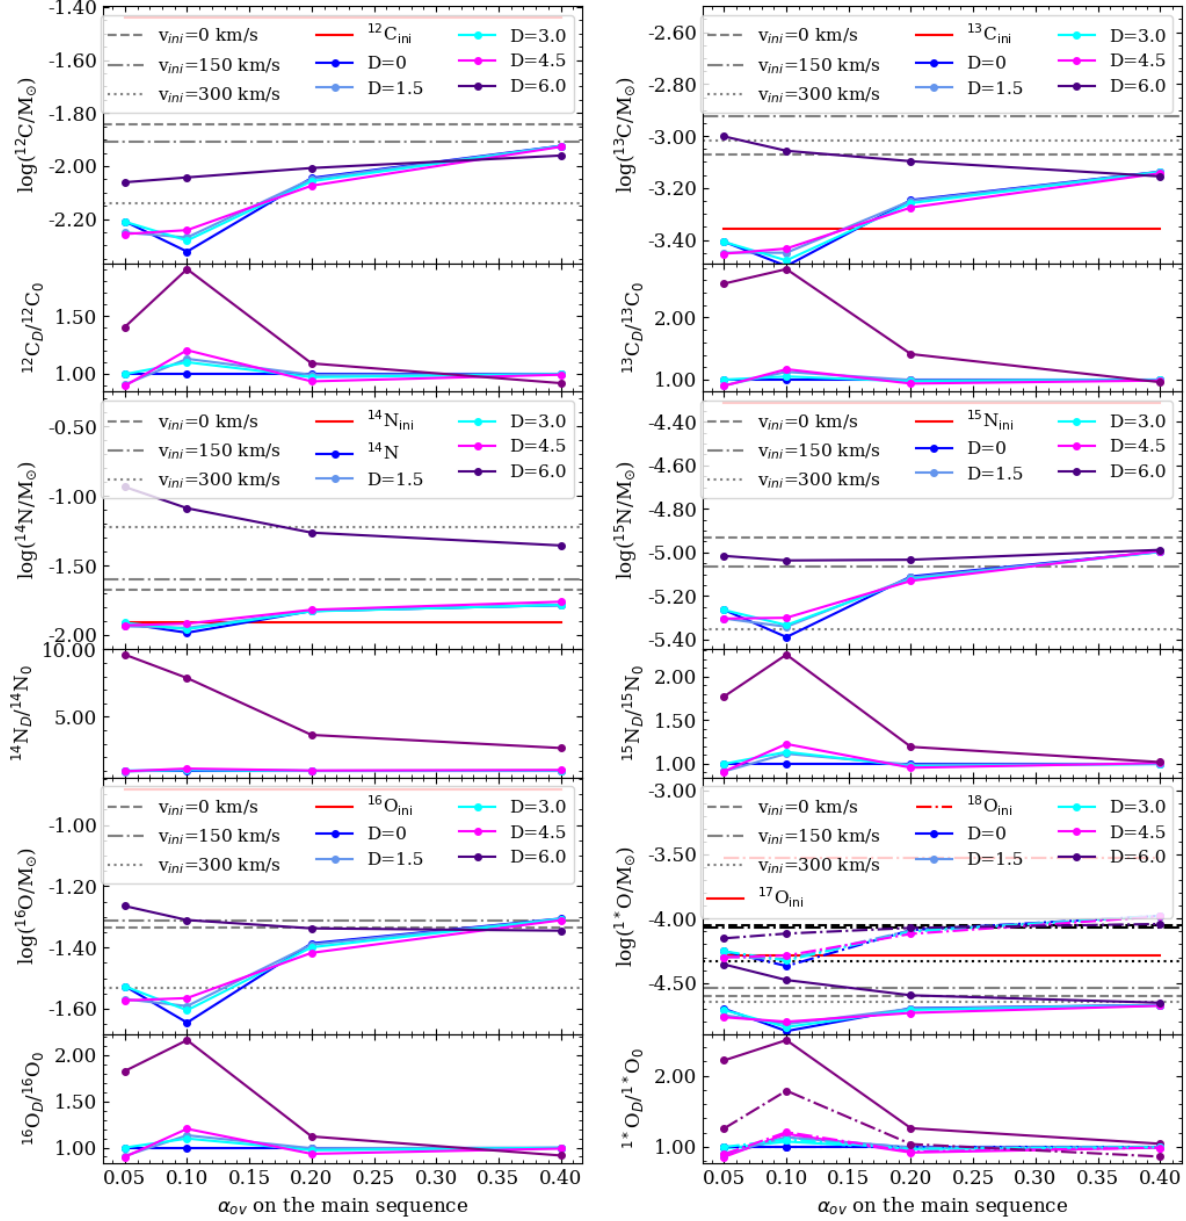 -1.40
-1.60
-1.80
-2.00
-2.20
log(¹²C/M⊙)
v_ini=0 km/s
v_ini=150 km/s
v_ini=300 km/s
¹²C_ini
D=0
D=1.5
D=3.0
D=4.5
D=6.0
-2.60
-2.80
-3.00
-3.20
-3.40
log(¹³C/M⊙)
v_ini=0 km/s
v_ini=150 km/s
v_ini=300 km/s
¹³C_ini
D=0
D=1.5
D=3.0
D=4.5
D=6.0
1.50
1.00
¹²C_D/¹²C_0
2.00
1.00
¹³C_D/¹³C_0
-0.50
-1.00
-1.50
-2.00
log(¹⁴N/M⊙)
v_ini=0 km/s
v_ini=150 km/s
v_ini=300 km/s
¹⁴N_ini
¹⁴N
D=1.5
D=3.0
D=4.5
D=6.0
-4.40
-4.60
-4.80
-5.00
-5.20
-5.40
log(¹⁵N/M⊙)
v_ini=0 km/s
v_ini=150 km/s
v_ini=300 km/s
¹⁵N_ini
D=0
D=1.5
D=3.0
D=4.5
D=6.0
10.00
5.00
¹⁴N_D/¹⁴N_0
2.00
1.50
1.00
¹⁵N_D/¹⁵N_0
-1.00
-1.20
-1.40
-1.60
log(¹⁶O/M⊙)
v_ini=0 km/s
v_ini=150 km/s
v_ini=300 km/s
¹⁶O_ini
D=0
D=1.5
D=3.0
D=4.5
D=6.0
-3.00
-3.50
-4.00
-4.50
log(¹*O/M⊙)
v_ini=0 km/s
v_ini=150 km/s
v_ini=300 km/s
¹⁷O_ini
¹⁸O_ini
D=0
D=1.5
D=3.0
D=4.5
D=6.0
2.00
1.50
1.00
¹⁶O_D/¹⁶O_0
2.00
1.00
¹*O_D/¹*O_0
0.05 0.10 0.15 0.20 0.25 0.30 0.35 0.40
α_ov on the main sequence
0.05 0.10 0.15 0.20 0.25 0.30 0.35 0.40
α_ov on the main sequence